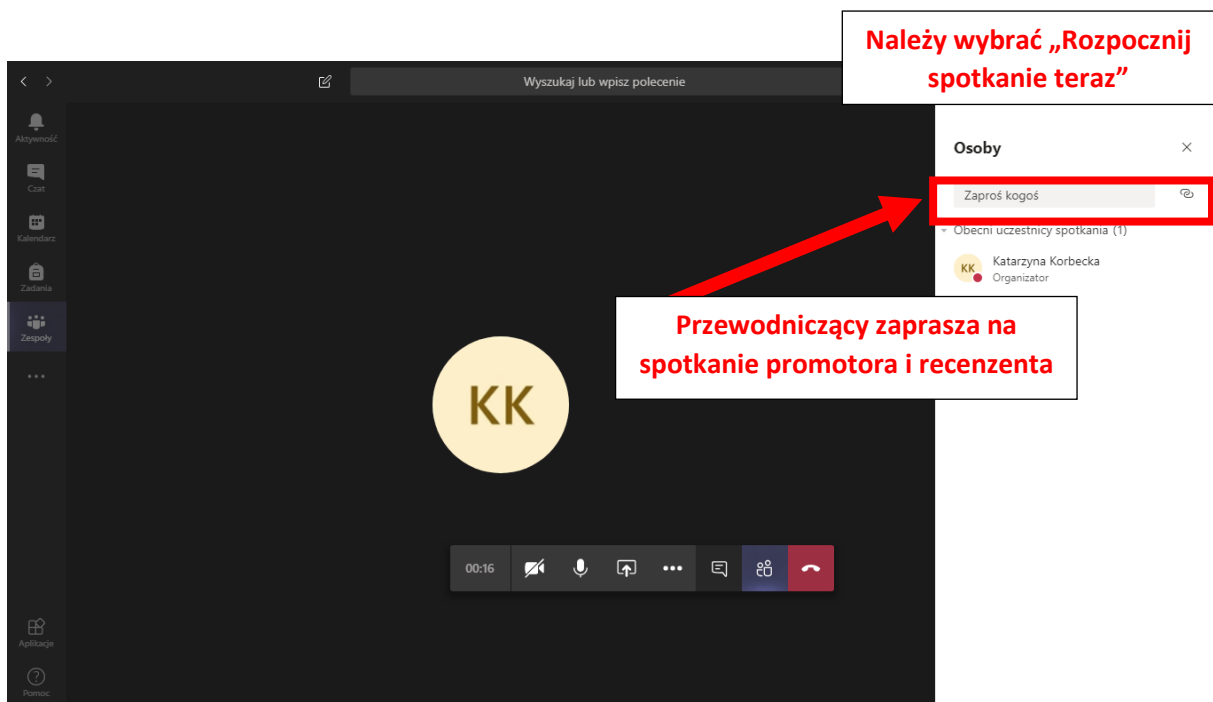 Należy wybrać „Rozpocznij
spotkanie teraz”
Wyszukaj lub wpisz polecenie
Aktywność
Czat
Kalendarz
Zadania
Zespoły
Aplikacje
Pomoc
Osoby
Zaproś kogoś
Obecni uczestnicy spotkania (1)
KK
Katarzyna Korbecka
Organizator
Przewodniczący zaprasza na
spotkanie promotora i recenzenta
KK
00:16